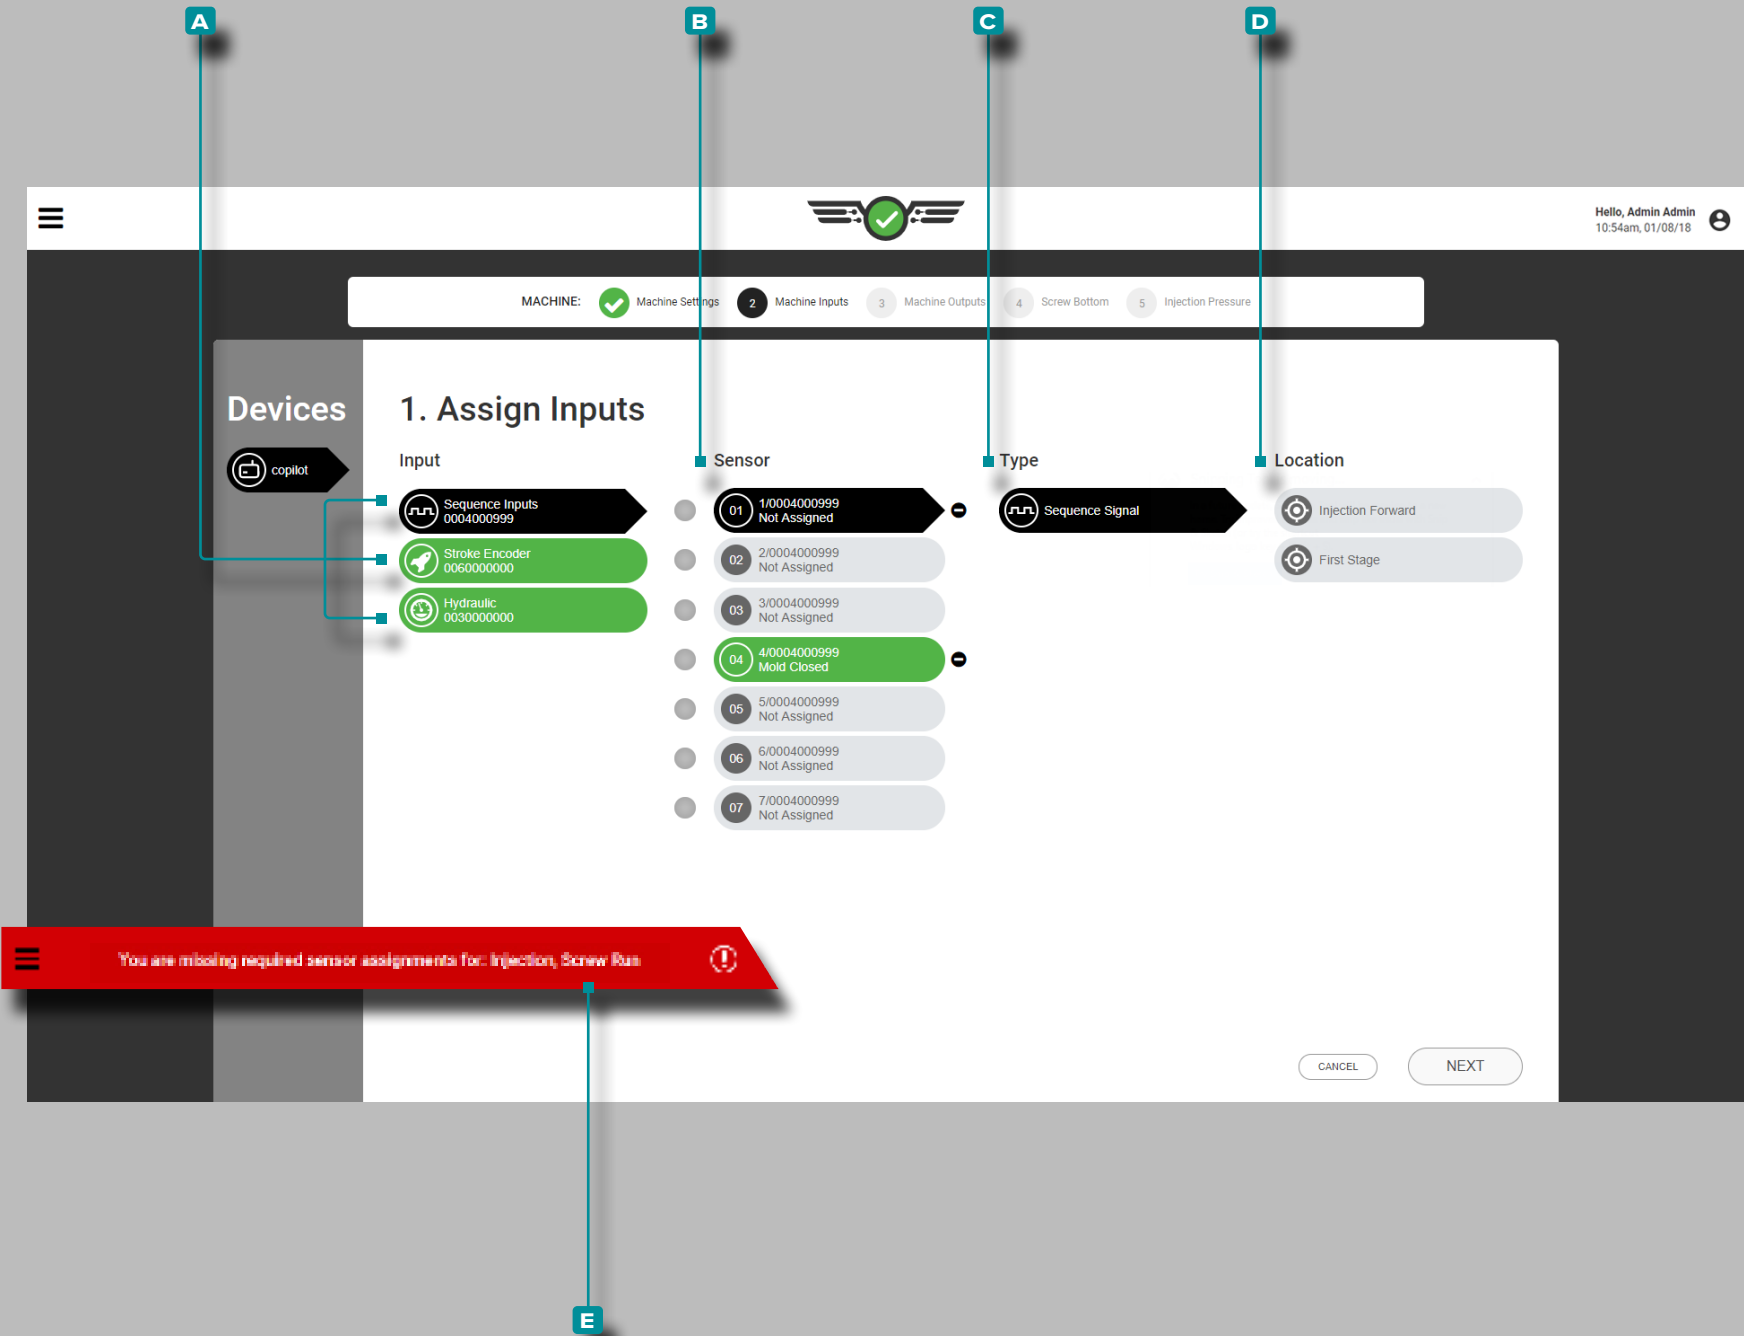 A
B
C
D
Hello, Admin Admin
10:54am, 01/08/18
MACHINE:
Machine Settings
2
Machine Inputs
3
Machine Outputs
4
Screw Bottom
5
Injection Pressure
Devices
copilot
1. Assign Inputs
Input
Sequence Inputs
0004000999
Stroke Encoder
0060000000
Hydraulic
0030000000
Sensor
01
1/0004000999
Not Assigned
02
2/0004000999
Not Assigned
03
3/0004000999
Not Assigned
04
4/0004000999
Mold Closed
05
5/0004000999
Not Assigned
06
6/0004000999
Not Assigned
07
7/0004000999
Not Assigned
Type
Sequence Signal
Location
Injection Forward
First Stage
You are missing required sensor assignments for: Injection, Screw Run
CANCEL
NEXT
E